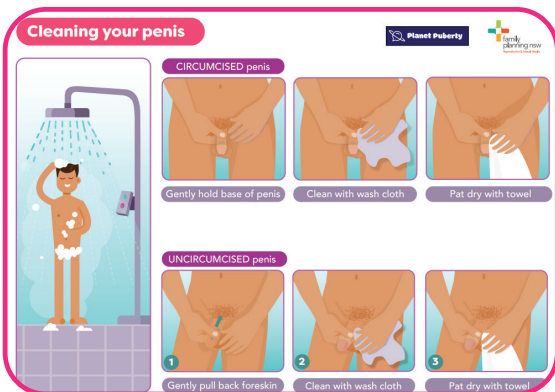 Cleaning your penis
Planet Puberty
family
planning nsw
CIRCUMCISED penis
Gently hold base of penis
Clean with wash cloth
Pat dry with towel
UNCIRCUMCISED penis
1
2
3
Gently pull back foreskin
Clean with wash cloth
Pat dry with towel